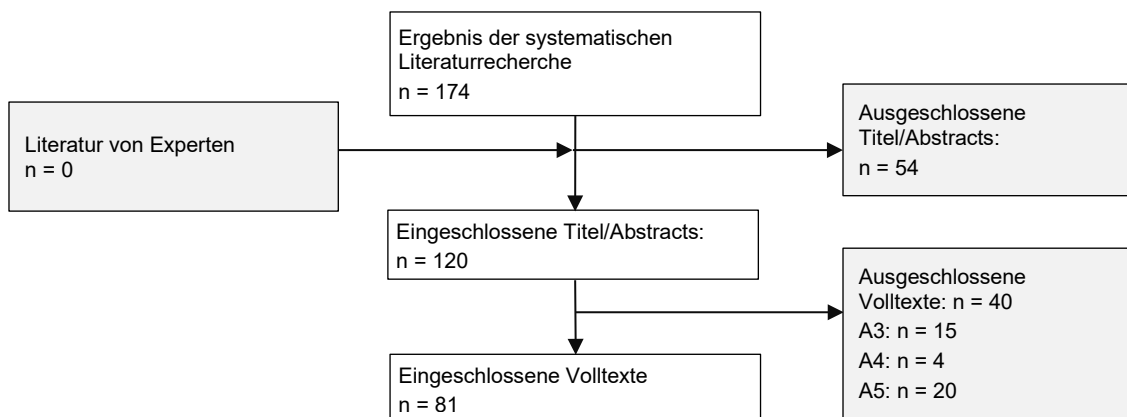 Ergebnis der systematischen
Literaturrecherche
n = 174
Literatur von Experten
n = 0
Ausgeschlossene
Titel/Abstracts:
n = 54
Eingeschlossene Titel/Abstracts:
n = 120
Ausgeschlossene
Volltexte: n = 40
A3: n = 15
A4: n = 4
A5: n = 20
Eingeschlossene Volltexte
n = 81